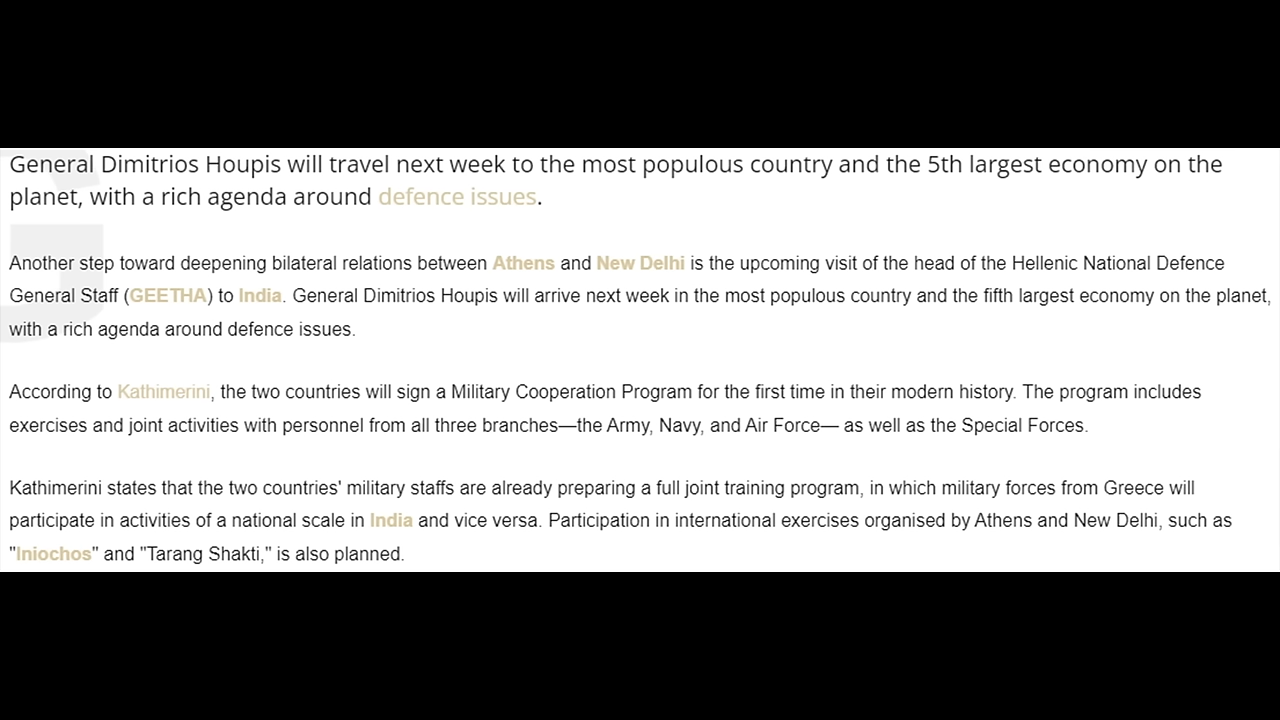 General Dimitrios Houpis will travel next week to the most populous country and the 5th largest economy on the
planet, with a rich agenda around defence issues.
Another step toward deepening bilateral relations between Athens and New Delhi is the upcoming visit of the head of the Hellenic National Defence
General Staff (GEETHA) to India. General Dimitrios Houpis will arrive next week in the most populous country and the fifth largest economy on the planet,
with a rich agenda around defence issues.
According to Kathimerini, the two countries will sign a Military Cooperation Program for the first time in their modern history. The program includes
exercises and joint activities with personnel from all three branches—the Army, Navy, and Air Force— as well as the Special Forces.
Kathimerini states that the two countries' military staffs are already preparing a full joint training program, in which military forces from Greece will
participate in activities of a national scale in India and vice versa. Participation in international exercises organised by Athens and New Delhi, such as
"Iniochos" and "Tarang Shakti," is also planned.